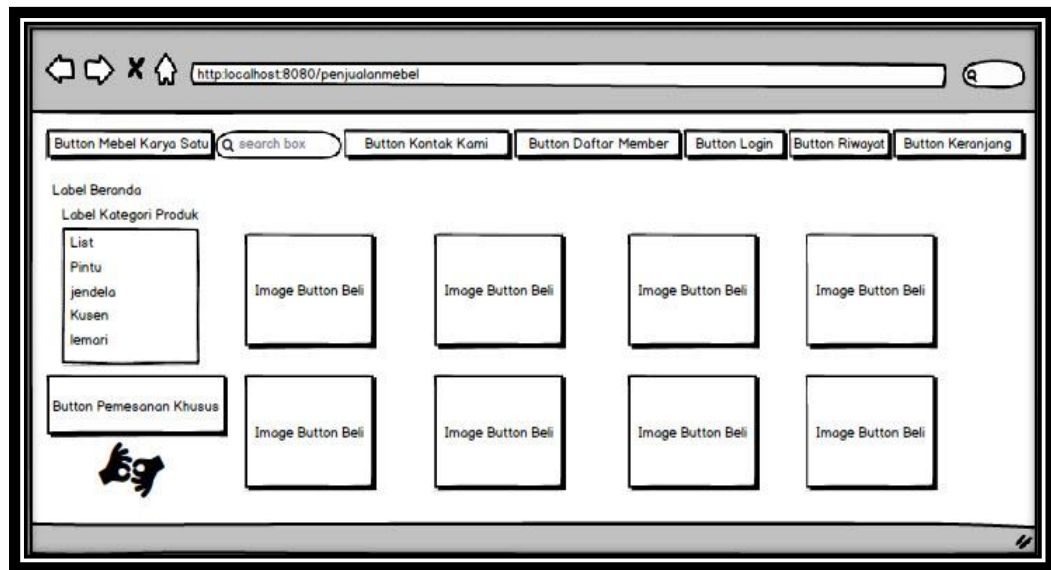 http:localhost:8080/penjualanmebel
Button Mebel Karya Satu search box Button Kontak Kami Button Daftar Member Button Login Button Riwayat Button Keranjang
Label Beranda
Label Kategori Produk
List
Pintu
jendela
Kusen
lemari
Image Button Beli Image Button Beli Image Button Beli Image Button Beli
Button Pemesanan Khusus
Image Button Beli Image Button Beli Image Button Beli Image Button Beli